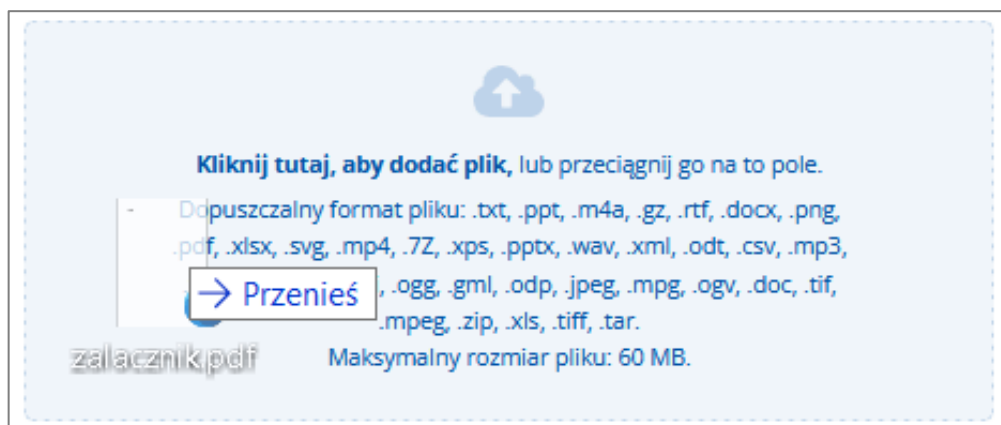 Kliknij tutaj, aby dodać plik, lub przeciągnij go na to pole.
Dopuszczalny format pliku: .txt, .ppt, .m4a, .gz, .rtf, .docx, .png,
.pdf, .xlsx, .svg, .mp4, .7Z, .xps, .pptx, .wav, .xml, .odt, .csv, .mp3,
→ Przenieś , .ogg, .gml, .odp, .jpeg, .mpg, .ogv, .doc, .tif,
.mpeg, .zip, .xls, .tiff, .tar.
zalacznik.pdf Maksymalny rozmiar pliku: 60 MB.